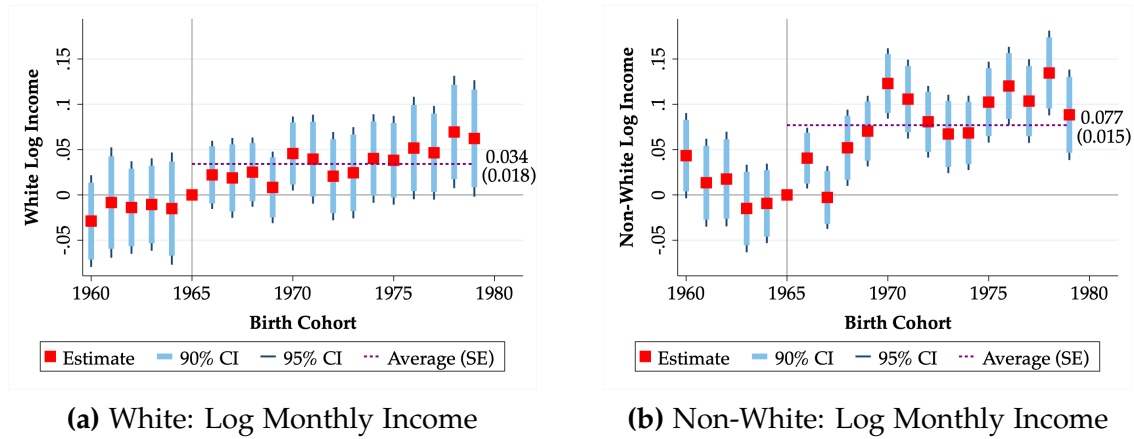 White Log Income
.15
.1
.05
0
-.05
0.034
(0.018)
1960 1965 1970 1975 1980
Birth Cohort
Estimate 90% CI 95% CI Average (SE)
(a) White: Log Monthly Income
Non-White Log Income
.15
.1
.05
0
-.05
0.077
(0.015)
1960 1965 1970 1975 1980
Birth Cohort
Estimate 90% CI 95% CI Average (SE)
(b) Non-White: Log Monthly Income